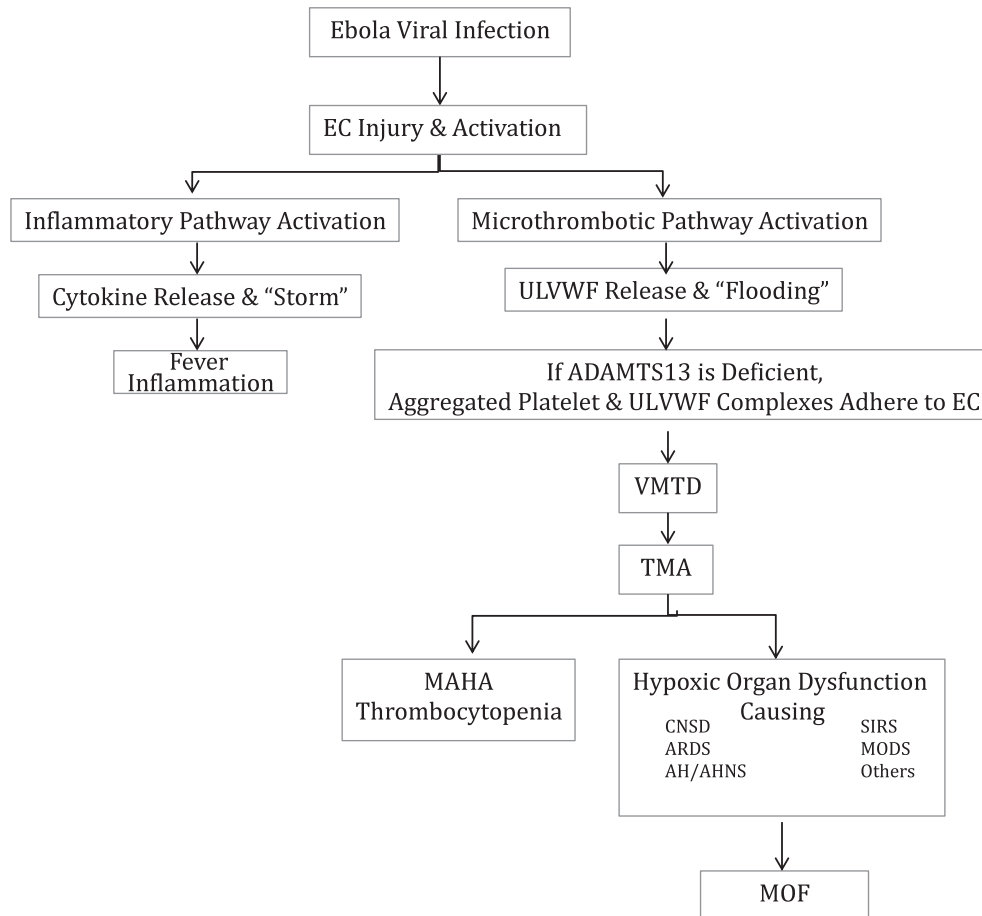 Ebola Viral Infection
EC Injury & Activation
Inflammatory Pathway Activation
Microthrombotic Pathway Activation
Cytokine Release & “Storm”
ULVWF Release & “Flooding”
Fever
Inflammation
If ADAMTS13 is Deficient,
Aggregated Platelet & ULVWF Complexes Adhere to EC
VMTD
TMA
MAHA
Thrombocytopenia
Hypoxic Organ Dysfunction
Causing
CNSD SIRS
ARDS MODS
AH/AHNS Others
MOF